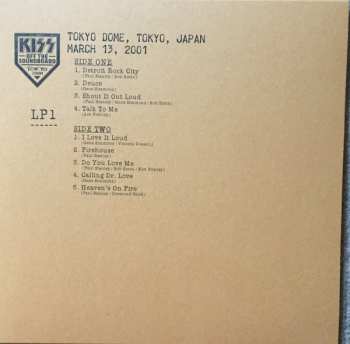 KISS
OFF THE
SOUNDBOARD
TOKYO DOME, TOKYO, JAPAN
MARCH 13, 2001
LP1
SIDE ONE
1. Detroit Rock City
(Paul Stanley / Bob Ezrin)
2. Deuce
(Gene Simmons)
3. Shout It Out Loud
(Paul Stanley / Gene Simmons / Bob Ezrin)
4. Talk To Me
(Ace Frehley)
SIDE TWO
1. I Love It Loud
(Gene Simmons / Vincent Cusano)
2. Firehouse
(Paul Stanley)
3. Do You Love Me
(Paul Stanley / Bob Ezrin / Kim Fowley)
4. Calling Dr. Love
(Gene Simmons)
5. Heaven's On Fire
(Paul Stanley / Desmond Child)